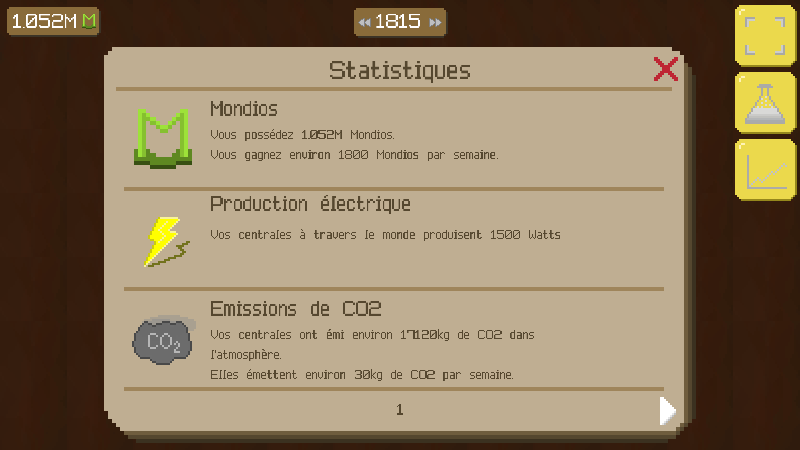 1.052M M
1815
Statistiques
Mondios
Vous possédez 1.052M Mondios.
Vous gagnez environ 1800 Mondios par semaine.
Production électrique
Vos centrales à travers le monde produisent 1500 Watts
Emissions de CO2
CO2
Vos centrales ont émi environ 17120kg de CO2 dans
l'atmosphère.
Elles émettent environ 30kg de CO2 par semaine.
1